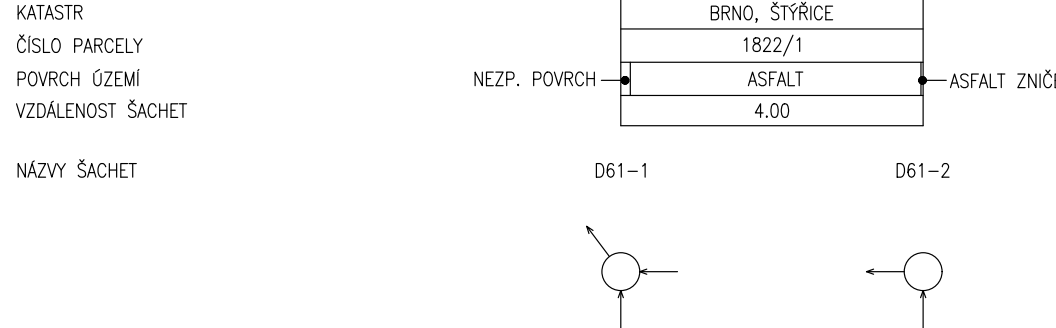 KATASTR BRNO, ŠTÝŘICE
ČÍSLO PARCELY 1822/1
POVRCH ÚZEMÍ NEZP. POVRCH ASFALT ASFALT
VZDÁLENOST ŠACHET 4.00
NÁZVY ŠACHET D61-1 D61-2